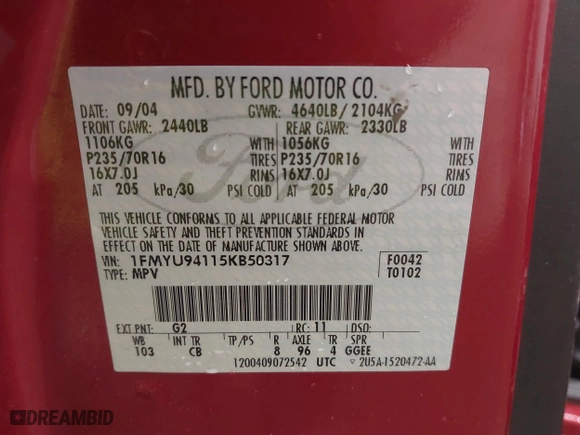 MFD. BY FORD MOTOR CO.
DATE: 09/04 GVWR: 4640LB/ 2104KG
FRONT GAWR: 2440LB REAR GAWR: 2330LB
1106KG WITH 1056KG WITH
P235/70R16 TIRES P235/70R16 TIRES
16X7.0J RIMS 16X7.0J RIMS
AT 205 kPa/30 PSI COLD AT 205 kPa/30 PSI COLD
Ford
THIS VEHICLE CONFORMS TO ALL APPLICABLE FEDERAL MOTOR
VEHICLE SAFETY AND THEFT PREVENTION STANDARDS IN
EFFECT ON THE DATE OF MANUFACTURE SHOWN ABOVE.
VIN: 1FMYU94115KB50317 F0042
TYPE: MPV T0102
EXT PNT: G2 RC: 11 DSO:
WB INT TR TP/PS R AXLE TR SPR
103 CB 8 96 4 GGEE
1200409072542 UTC 2U5A-1520472-AA
DREAMBID